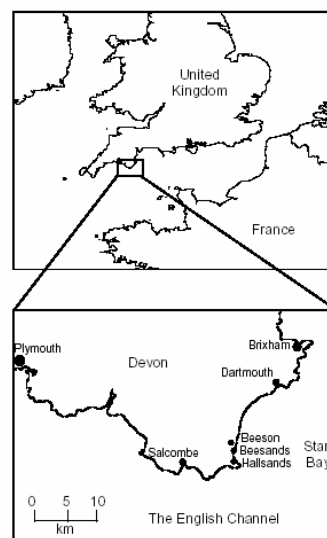 United
Kingdom
France
Plymouth
Devon
Brixham
Dartmouth
Beeson
Beesands
Hallsands
Salcombe
Start
Bay
0 5 10
km
The English Channel